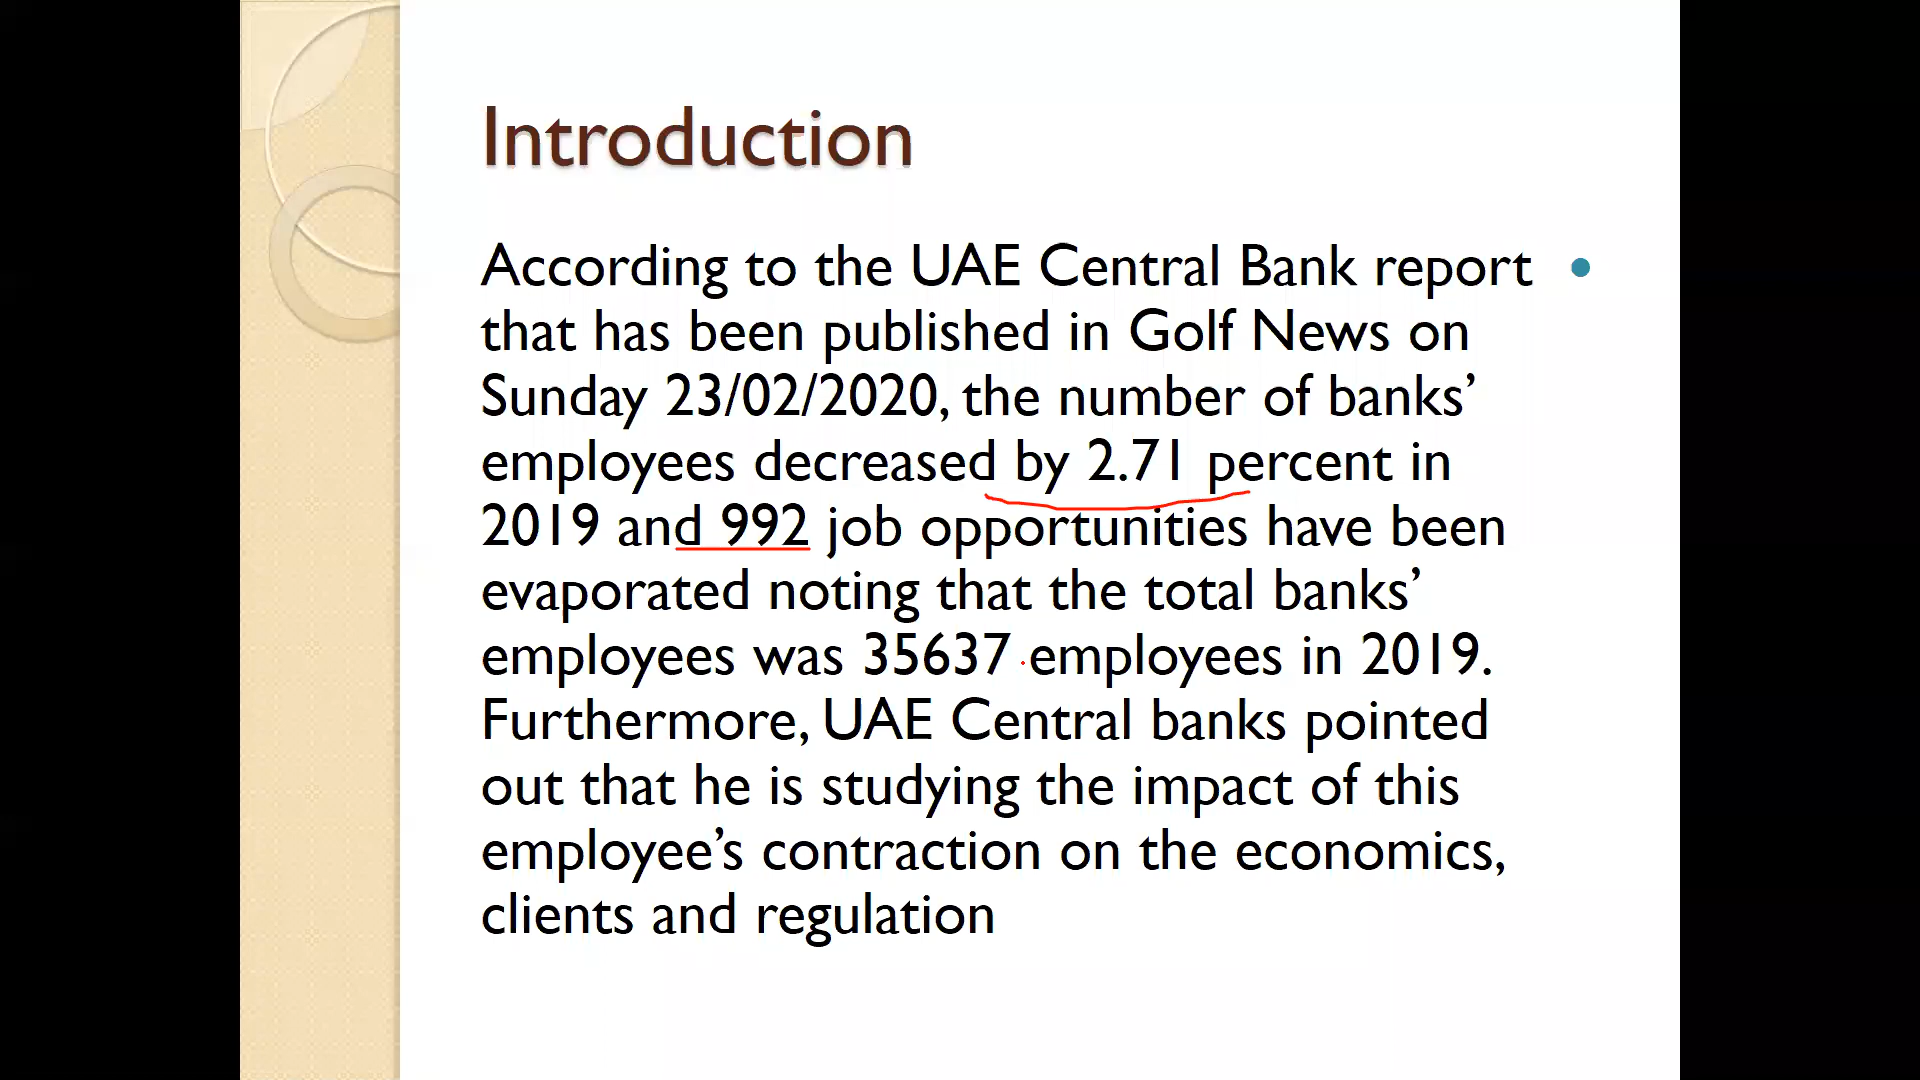 Introduction
According to the UAE Central Bank report •
that has been published in Golf News on
Sunday 23/02/2020, the number of banks’
employees decreased by 2.71 percent in
2019 and 992 job opportunities have been
evaporated noting that the total banks’
employees was 35637 employees in 2019.
Furthermore, UAE Central banks pointed
out that he is studying the impact of this
employee’s contraction on the economics,
clients and regulation